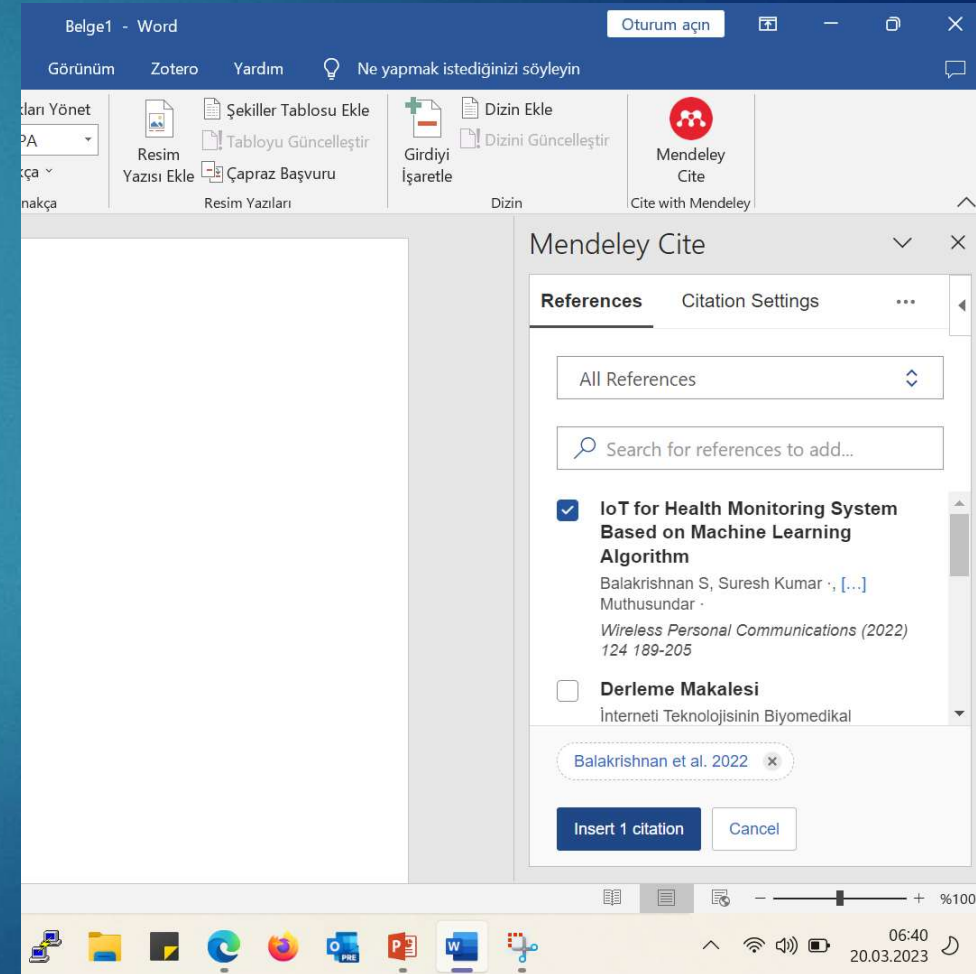 Belge1 - Word
Oturum açın
Görünüm Zotero Yardım Ne yapmak istediğinizi söyleyin
Yönet
Resim
Yazısı Ekle
Şekiller Tablosu Ekle
Tabloyu Güncelleştir
Çapraz Başvuru
Resim Yazıları
Girdiyi
İşaretle
Dizin Ekle
Dizini Güncelleştir
Dizin
Mendeley
Cite
Cite with Mendeley
Mendeley Cite
References Citation Settings
All References
Search for references to add...
IoT for Health Monitoring System
Based on Machine Learning
Algorithm
Balakrishnan S, Suresh Kumar ·, [...]
Muthusundar ·
Wireless Personal Communications (2022)
124 189-205
Derleme Makalesi
İnterneti Teknolojisinin Biyomedikal
Balakrishnan et al. 2022
Insert 1 citation Cancel
%100
PRE
06:40
20.03.2023